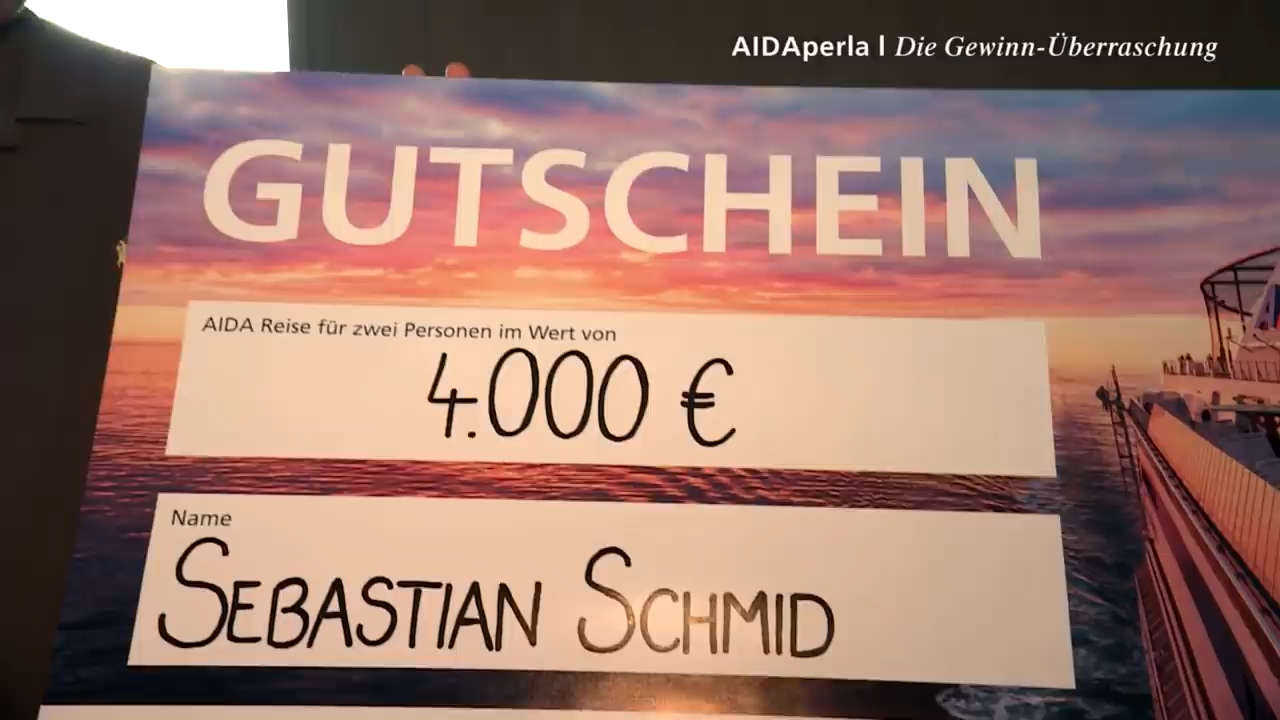 AIDAperla | Die Gewinn-Überraschung
GUTSCHEIN
AIDA Reise für zwei Personen im Wert von
4.000 €
Name
SEBASTIAN SCHMID